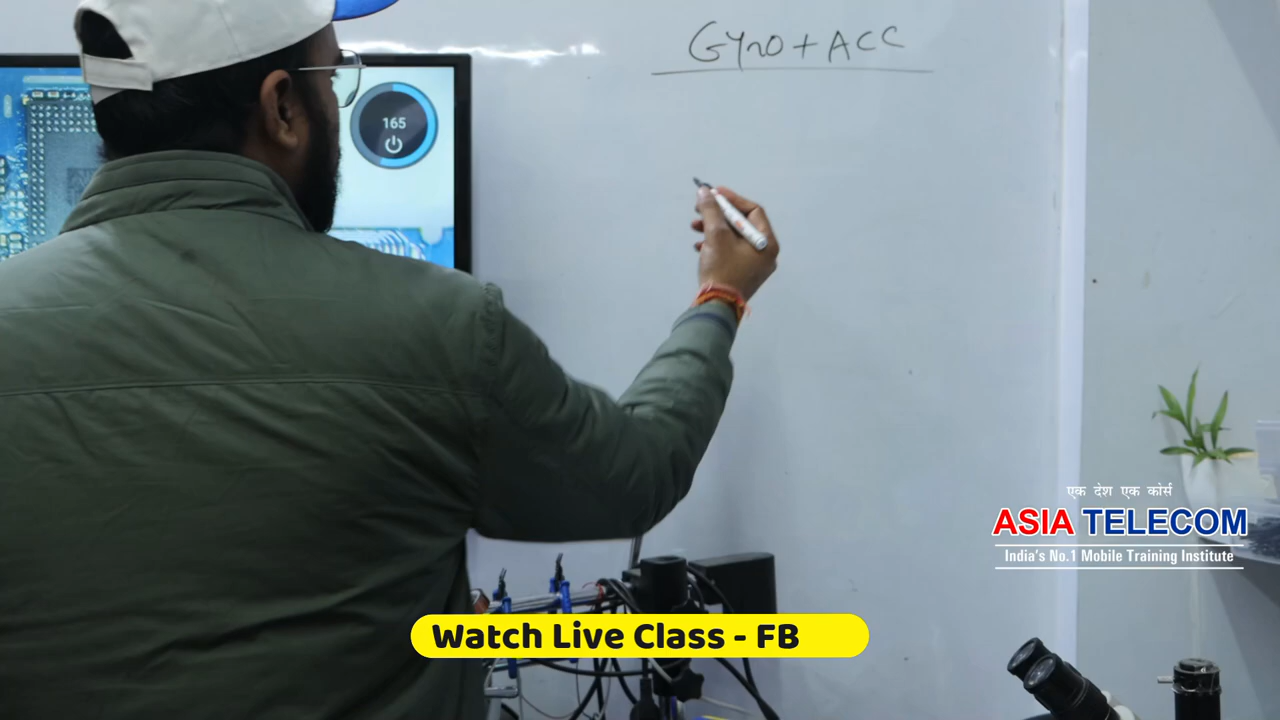 Gyro+ACC
165
एक देश एक कोर्स
ASIA TELECOM
India's No.1 Mobile Training Institute
Watch Live Class - FB